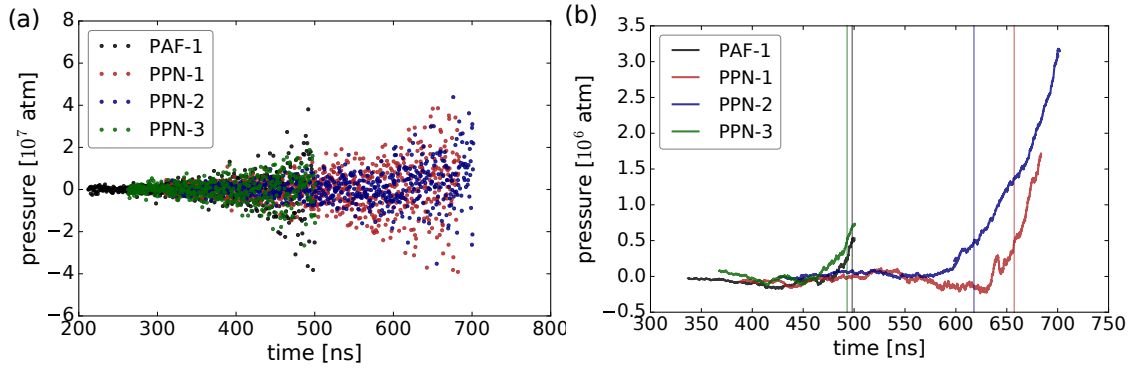 (a)
pressure [10^7 atm]
8
6
4
2
0
−2
−4
−6
PAF-1
PPN-1
PPN-2
PPN-3
200 300 400 500 600 700 800
time [ns]
(b)
pressure [10^6 atm]
3.5
3.0
2.5
2.0
1.5
1.0
0.5
0.0
−0.5
PAF-1
PPN-1
PPN-2
PPN-3
300 350 400 450 500 550 600 650 700 750
time [ns]